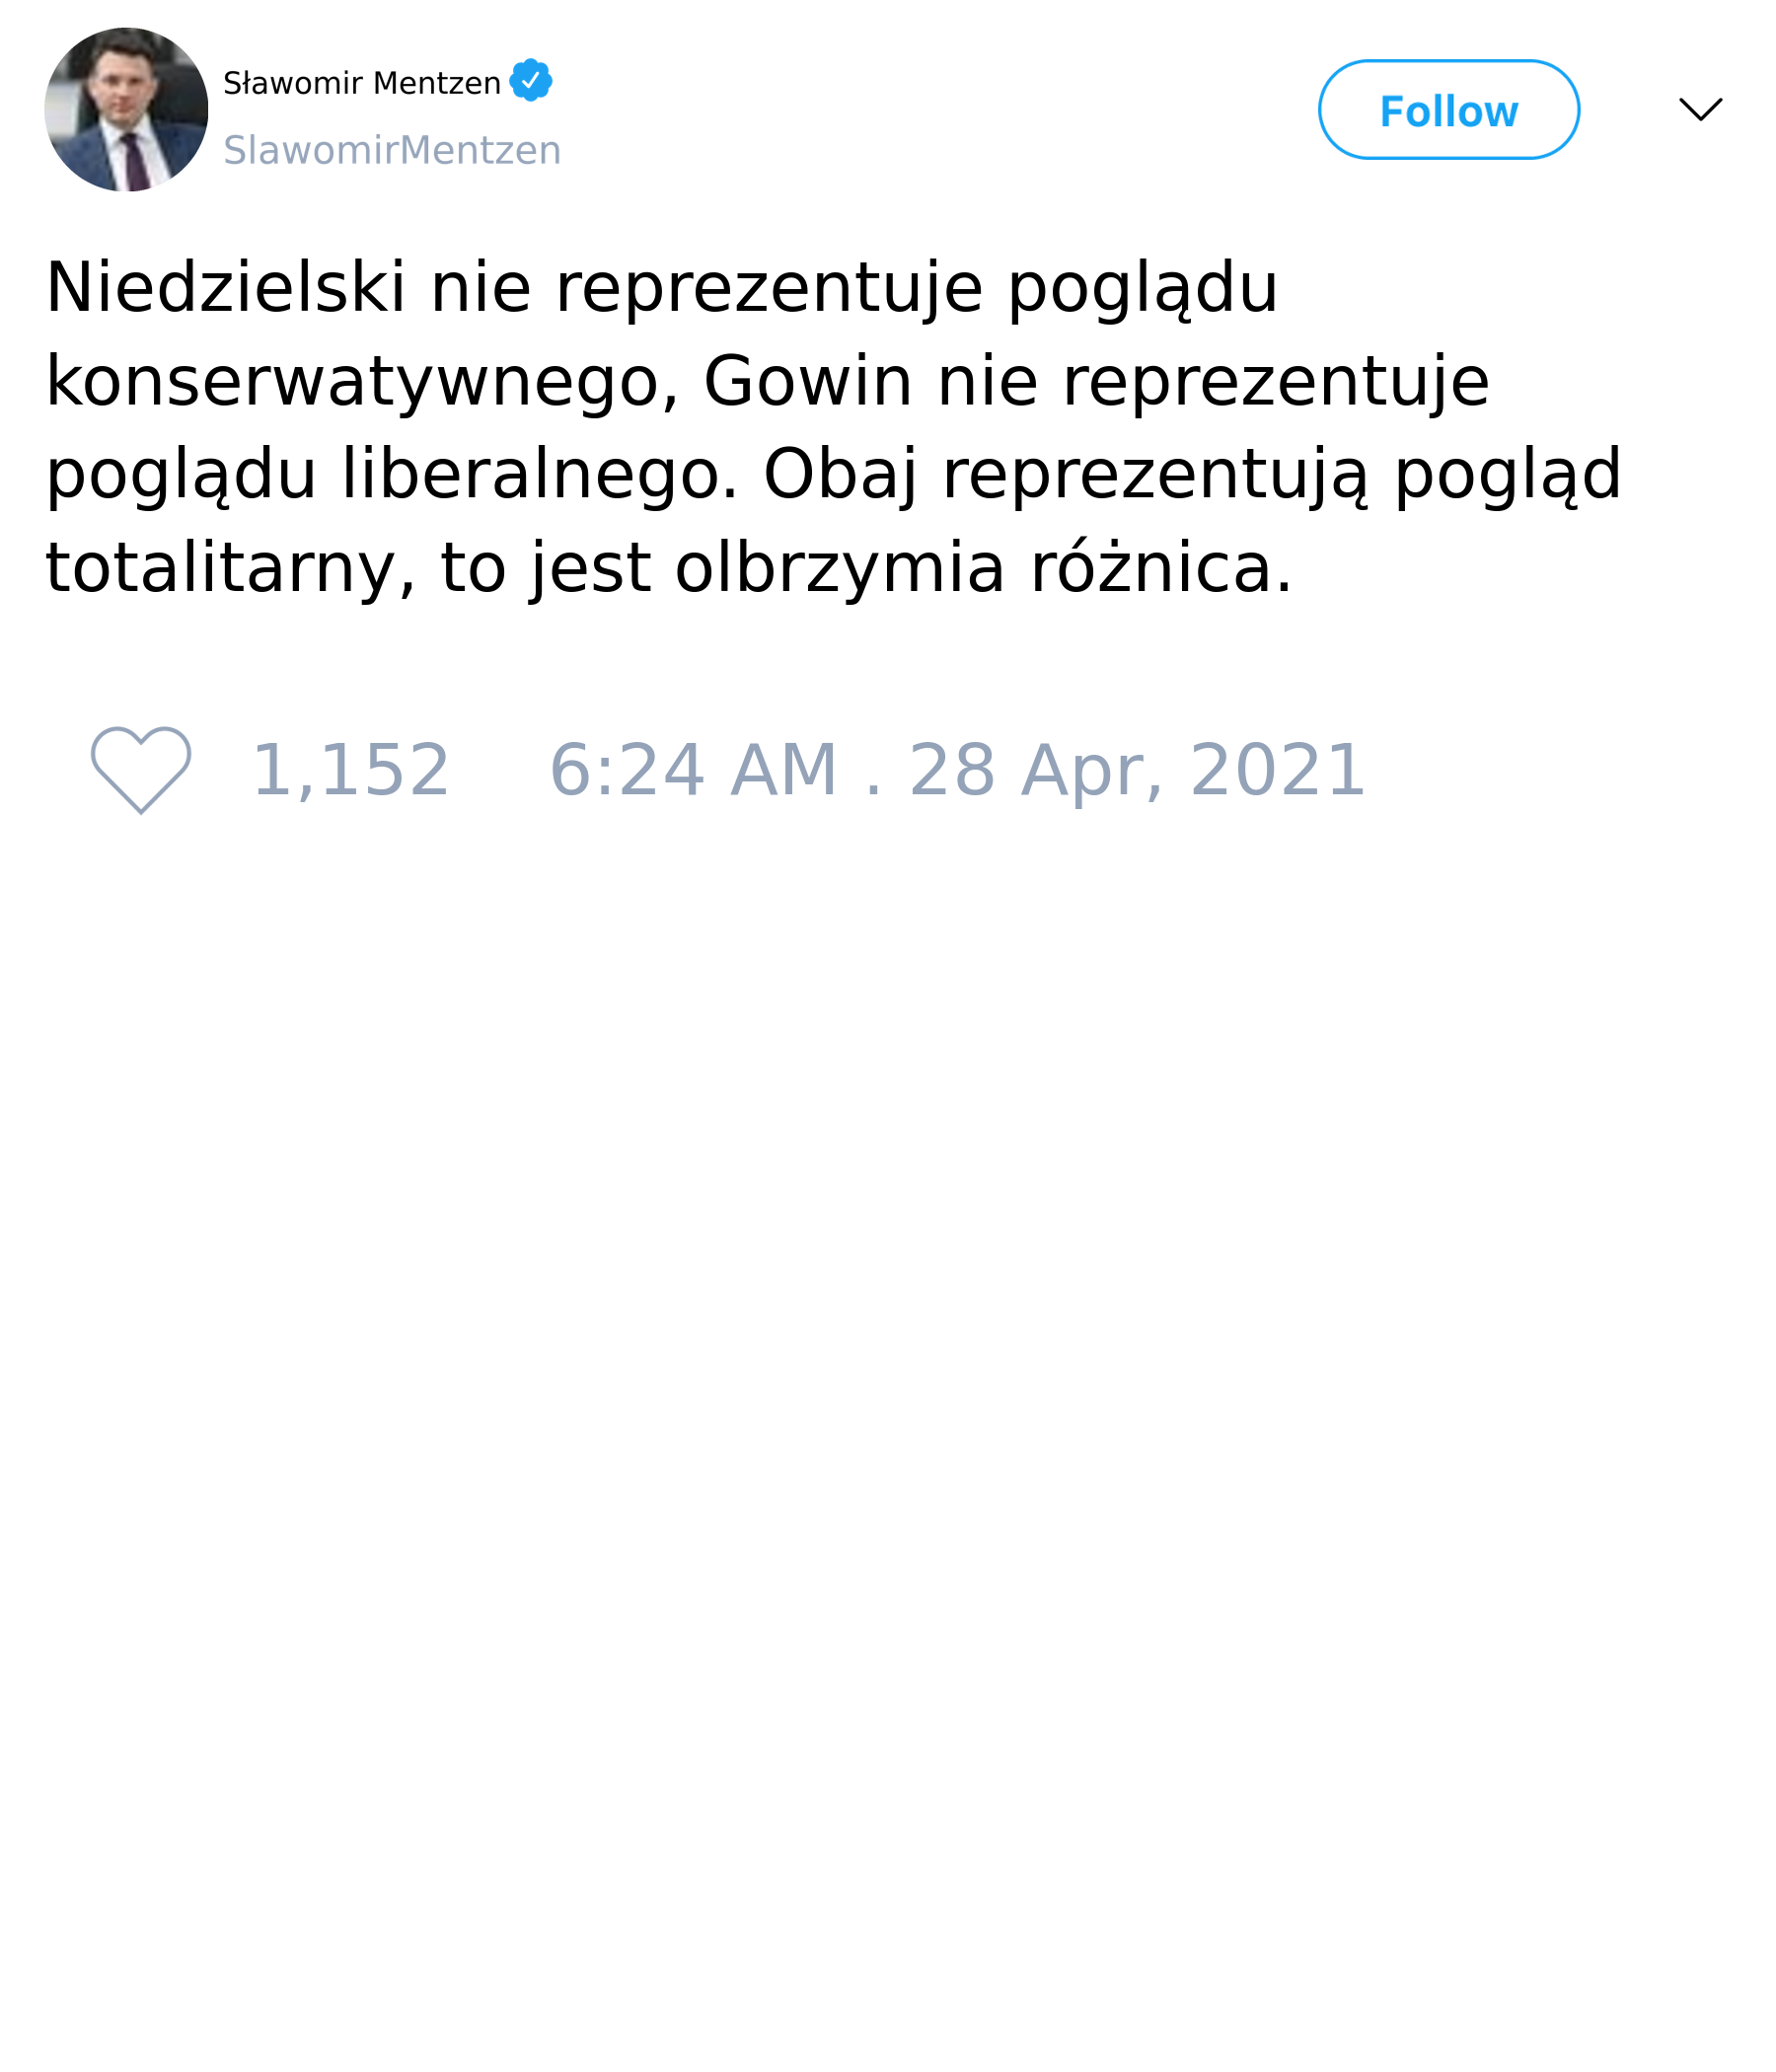 Sławomir Mentzen
SlawomirMentzen
Follow
Niedzielski nie reprezentuje poglądu
konserwatywnego, Gowin nie reprezentuje
poglądu liberalnego. Obaj reprezentują pogląd
totalitarny, to jest olbrzymia różnica.
1,152 6:24 AM . 28 Apr, 2021